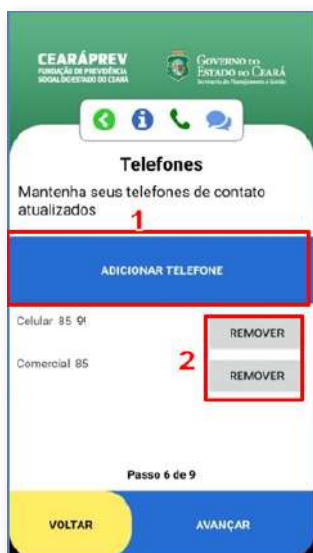 CEARÁPREV
FUNDAÇÃO DE PREVIDÊNCIA
SOCIAL DO ESTADO DO CEARÁ
GOVERNO DO
ESTADO DO CEARÁ
Secretaria do Planejamento e Gestão
Telefones
Mantenha seus telefones de contato
atualizados
1
ADICIONAR TELEFONE
Celular 85 9
REMOVER
Comercial 85
2
REMOVER
Passo 6 de 9
VOLTAR
AVANÇAR